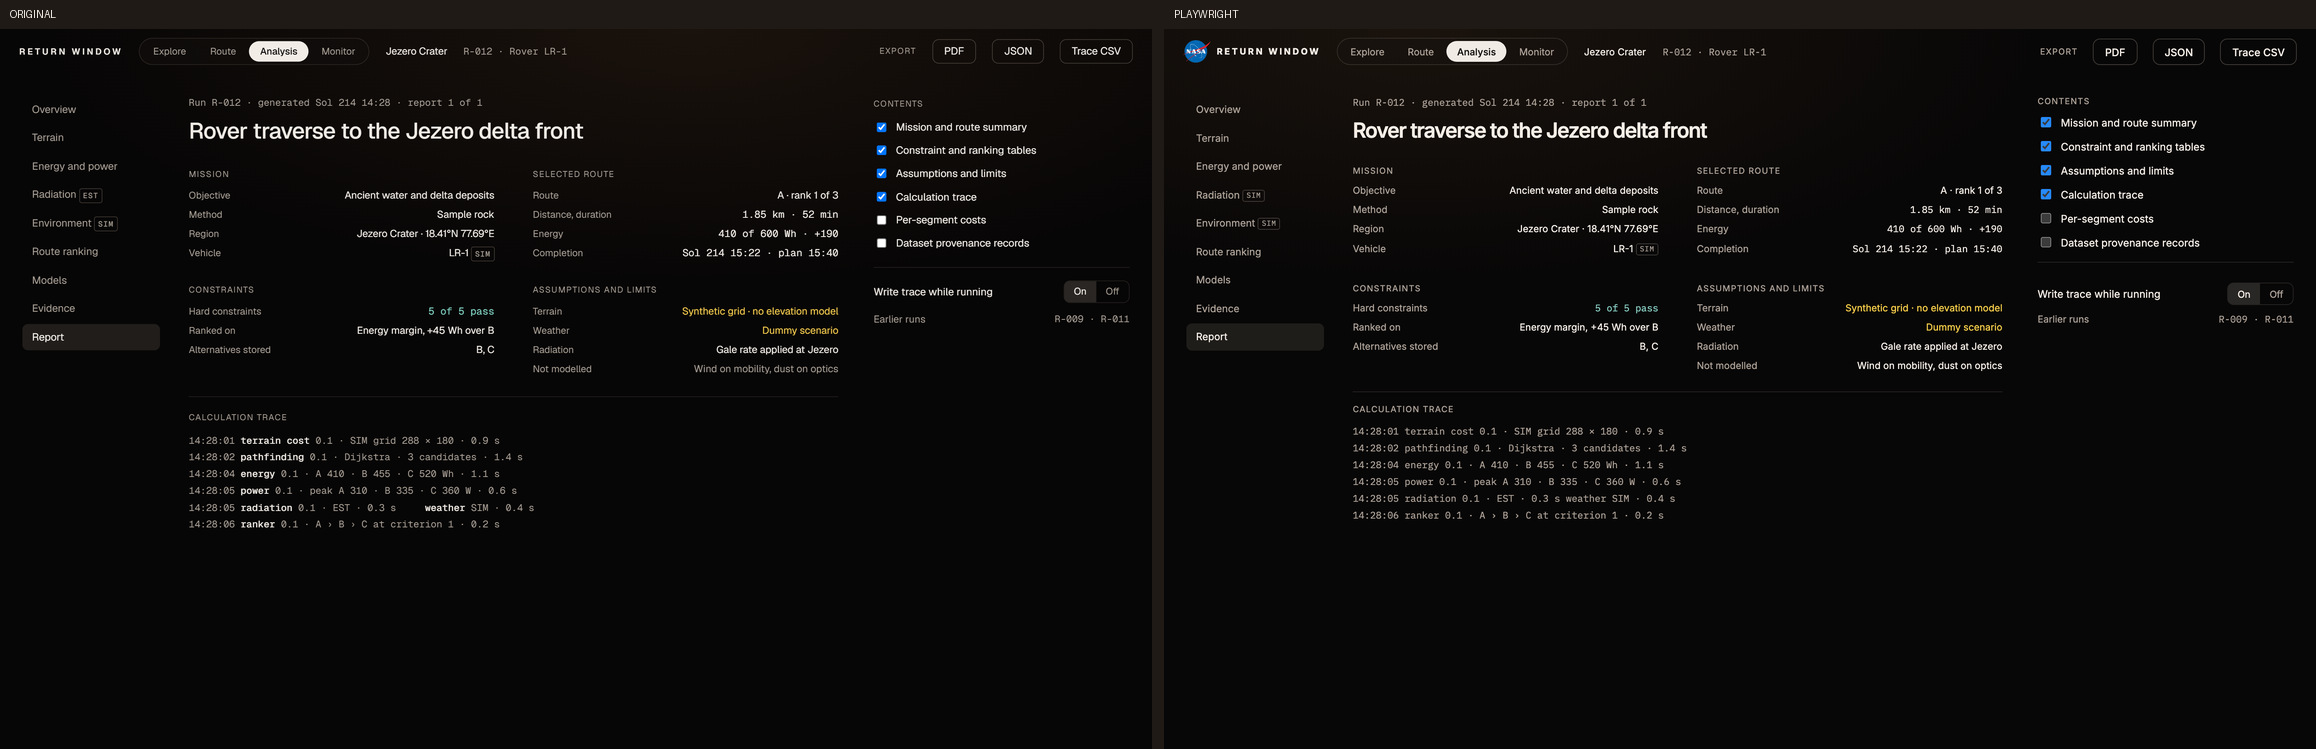 ORIGINAL
RETURN WINDOW Explore Route Analysis Monitor Jezero Crater R-012 · Rover LR-1 EXPORT PDF JSON Trace CSV
Overview
Terrain
Energy and power
Radiation EST
Environment SIM
Route ranking
Models
Evidence
Report
Run R-012 · generated Sol 214 14:28 · report 1 of 1
Rover traverse to the Jezero delta front
MISSION
Objective Ancient water and delta deposits
Method Sample rock
Region Jezero Crater · 18.41°N 77.69°E
Vehicle LR-1 SIM
SELECTED ROUTE
Route A · rank 1 of 3
Distance, duration 1.85 km · 52 min
Energy 410 of 600 Wh · +190
Completion Sol 214 15:22 · plan 15:40
CONSTRAINTS
Hard constraints 5 of 5 pass
Ranked on Energy margin, +45 Wh over B
Alternatives stored B, C
ASSUMPTIONS AND LIMITS
Terrain Synthetic grid · no elevation model
Weather Dummy scenario
Radiation Gale rate applied at Jezero
Not modelled Wind on mobility, dust on optics
CALCULATION TRACE
14:28:01 terrain cost 0.1 · SIM grid 288 × 180 · 0.9 s
14:28:02 pathfinding 0.1 · Dijkstra · 3 candidates · 1.4 s
14:28:04 energy 0.1 · A 410 · B 455 · C 520 Wh · 1.1 s
14:28:05 power 0.1 · peak A 310 · B 335 · C 360 W · 0.6 s
14:28:05 radiation 0.1 · EST · 0.3 s weather SIM · 0.4 s
14:28:06 ranker 0.1 · A › B › C at criterion 1 · 0.2 s
CONTENTS
Mission and route summary
Constraint and ranking tables
Assumptions and limits
Calculation trace
Per-segment costs
Dataset provenance records
Write trace while running On Off
Earlier runs R-009 · R-011
PLAYWRIGHT
NASA RETURN WINDOW Explore Route Analysis Monitor Jezero Crater R-012 · Rover LR-1 EXPORT PDF JSON Trace CSV
Overview
Terrain
Energy and power
Radiation SIM
Environment SIM
Route ranking
Models
Evidence
Report
Run R-012 · generated Sol 214 14:28 · report 1 of 1
Rover traverse to the Jezero delta front
MISSION
Objective Ancient water and delta deposits
Method Sample rock
Region Jezero Crater · 18.41°N 77.69°E
Vehicle LR-1 SIM
SELECTED ROUTE
Route A · rank 1 of 3
Distance, duration 1.85 km · 52 min
Energy 410 of 600 Wh · +190
Completion Sol 214 15:22 · plan 15:40
CONSTRAINTS
Hard constraints 5 of 5 pass
Ranked on Energy margin, +45 Wh over B
Alternatives stored B, C
ASSUMPTIONS AND LIMITS
Terrain Synthetic grid · no elevation model
Weather Dummy scenario
Radiation Gale rate applied at Jezero
Not modelled Wind on mobility, dust on optics
CALCULATION TRACE
14:28:01 terrain cost 0.1 · SIM grid 288 × 180 · 0.9 s
14:28:02 pathfinding 0.1 · Dijkstra · 3 candidates · 1.4 s
14:28:04 energy 0.1 · A 410 · B 455 · C 520 Wh · 1.1 s
14:28:05 power 0.1 · peak A 310 · B 335 · C 360 W · 0.6 s
14:28:05 radiation 0.1 · EST · 0.3 s weather SIM · 0.4 s
14:28:06 ranker 0.1 · A › B › C at criterion 1 · 0.2 s
CONTENTS
Mission and route summary
Constraint and ranking tables
Assumptions and limits
Calculation trace
Per-segment costs
Dataset provenance records
Write trace while running On Off
Earlier runs R-009 · R-011